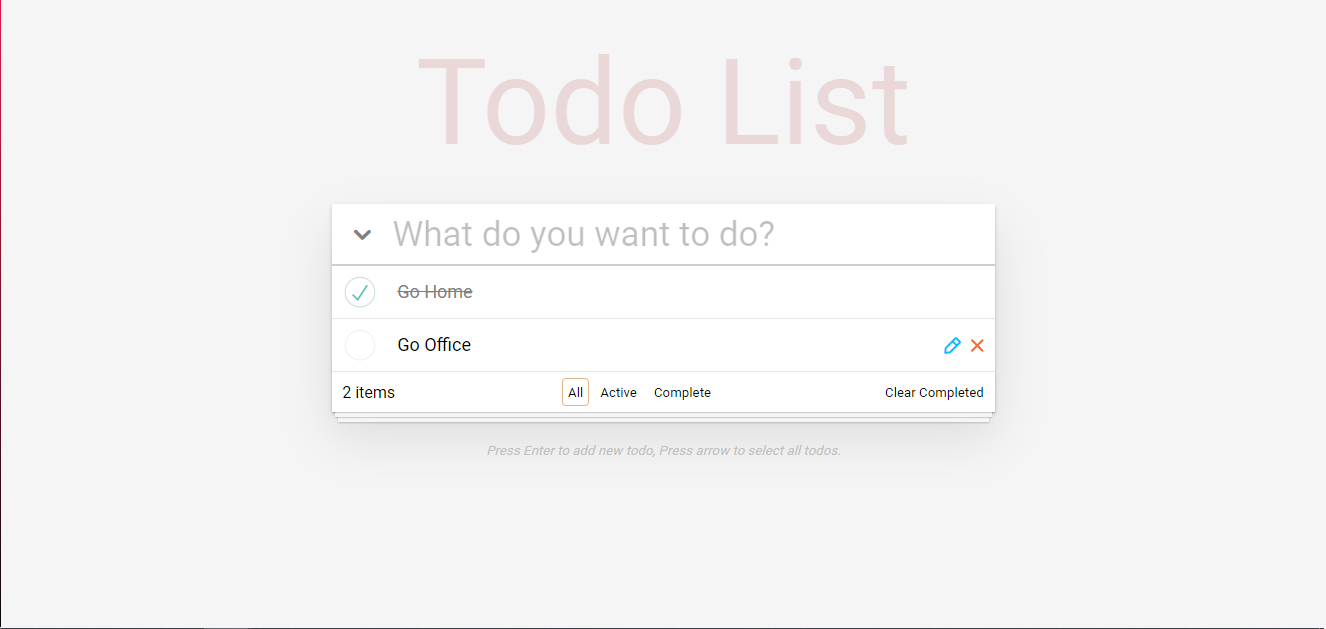 Todo List
What do you want to do?
Go Home
Go Office
2 items All Active Complete Clear Completed
Press Enter to add new todo, Press arrow to select all todos.